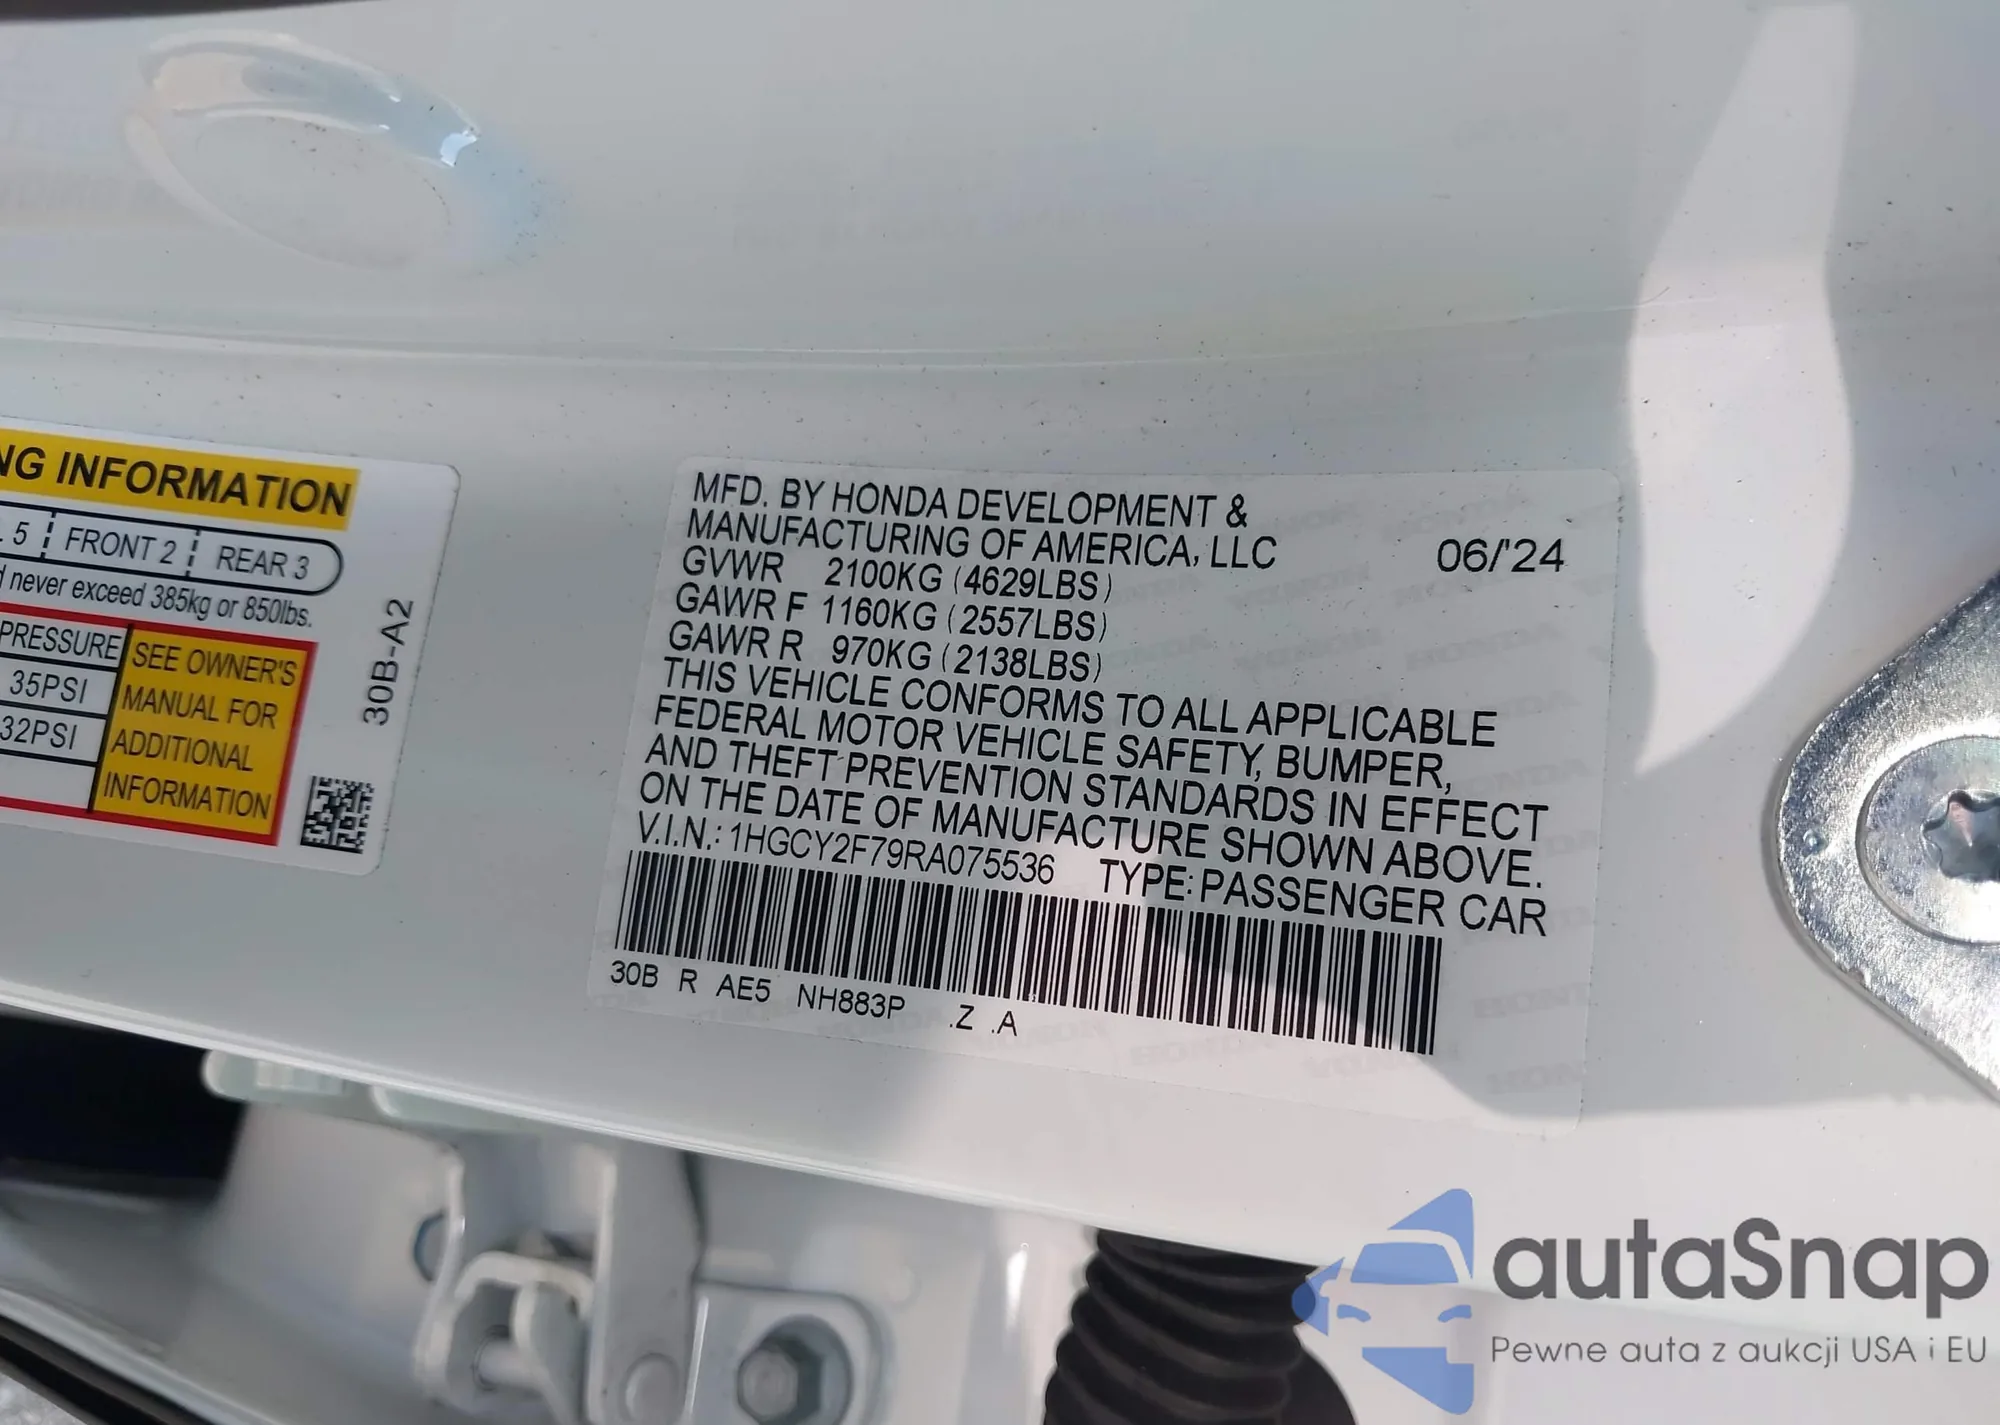 NG INFORMATION
5 FRONT 2 REAR 3
never exceed 385kg or 850lbs.
PRESSURE
35PSI
32PSI
SEE OWNER'S
MANUAL FOR
ADDITIONAL
INFORMATION
30B-A2
MFD. BY HONDA DEVELOPMENT &
MANUFACTURING OF AMERICA, LLC 06/'24
GVWR 2100KG (4629LBS)
GAWR F 1160KG (2557LBS)
GAWR R 970KG (2138LBS)
THIS VEHICLE CONFORMS TO ALL APPLICABLE
FEDERAL MOTOR VEHICLE SAFETY, BUMPER,
AND THEFT PREVENTION STANDARDS IN EFFECT
ON THE DATE OF MANUFACTURE SHOWN ABOVE.
V.I.N.: 1HGCY2F79RA075536 TYPE: PASSENGER CAR
30B R AE5 NH883P .Z .A
autaSnap
Pewne auta z aukcji USA i EU